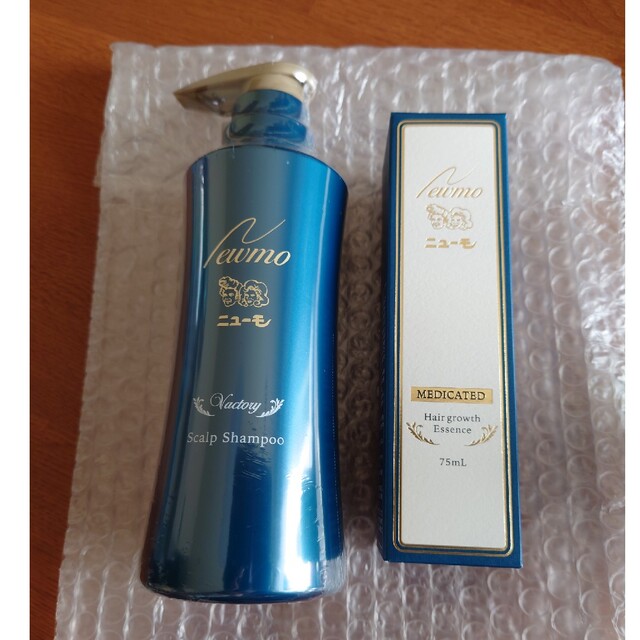 Newmo
ニューモ
Vactory
Scalp Shampoo
Newmo
ニューモ
MEDICATED
Hair growth
Essence
75mL